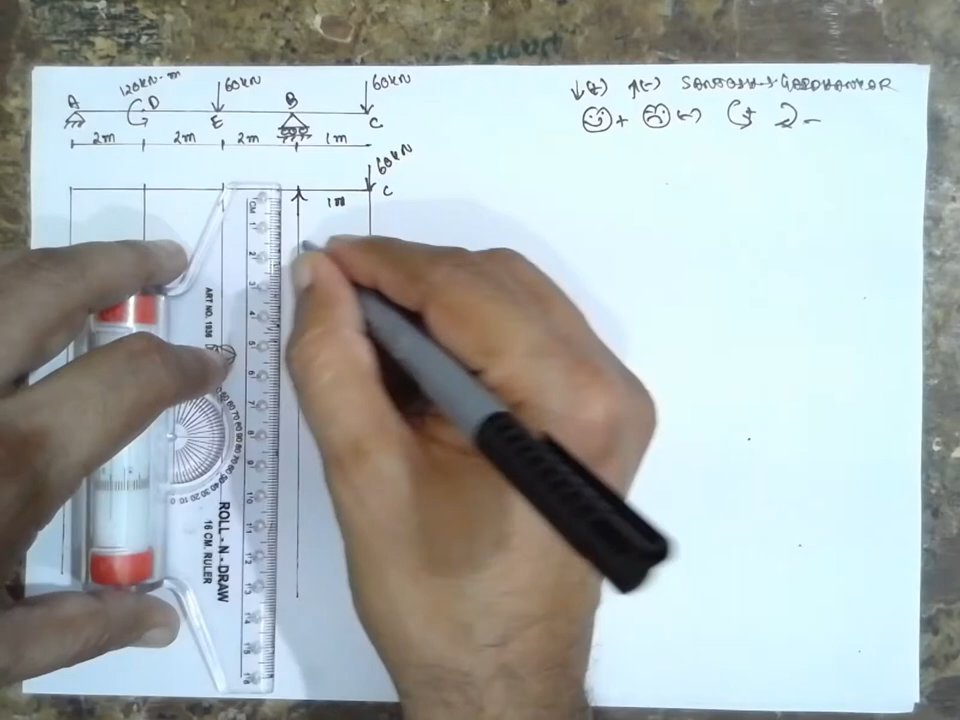 120kN-m 60kN 60kN
A D E B C
2m 2m 2m 1m
60kN
C
1m
↓(+) ↑(-)
+ (-) + -
CM 1 2 3 4 5 6 7 8 9 10 11 12 13 14 15 16
ART NO. 1936
ROLL-N-DRAW
16 CM. RULER